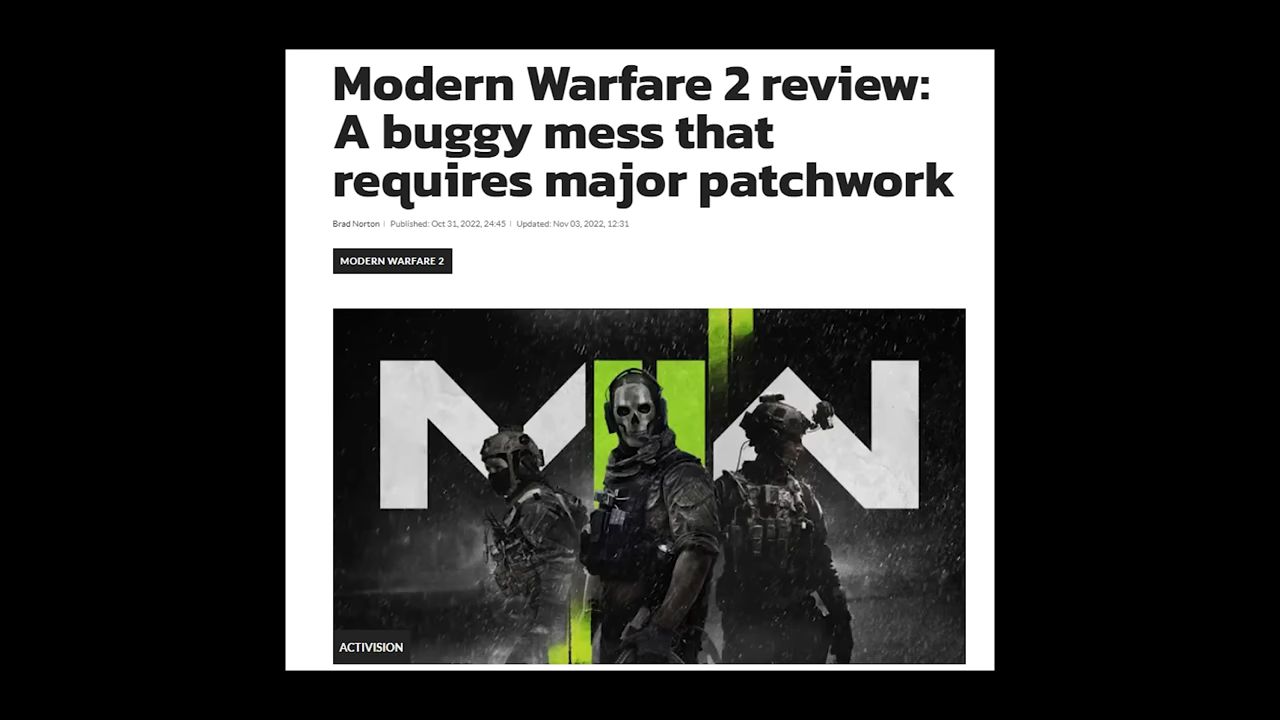 Modern Warfare 2 review:
A buggy mess that
requires major patchwork
Brad Norton | Published: Oct 31, 2022, 24:45 | Updated: Nov 03, 2022, 12:31
MODERN WARFARE 2
MIIW
ACTIVISION